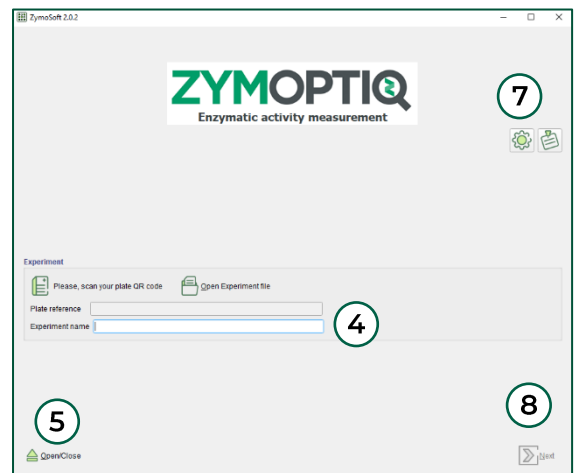 ZymoSoft 2.0.2
ZYMOPTIQ
Enzymatic activity measurement
7
Experiment
Please, scan your plate QR code
Open Experiment file
Plate reference
Experiment name
4
5
8
Open/Close
Next